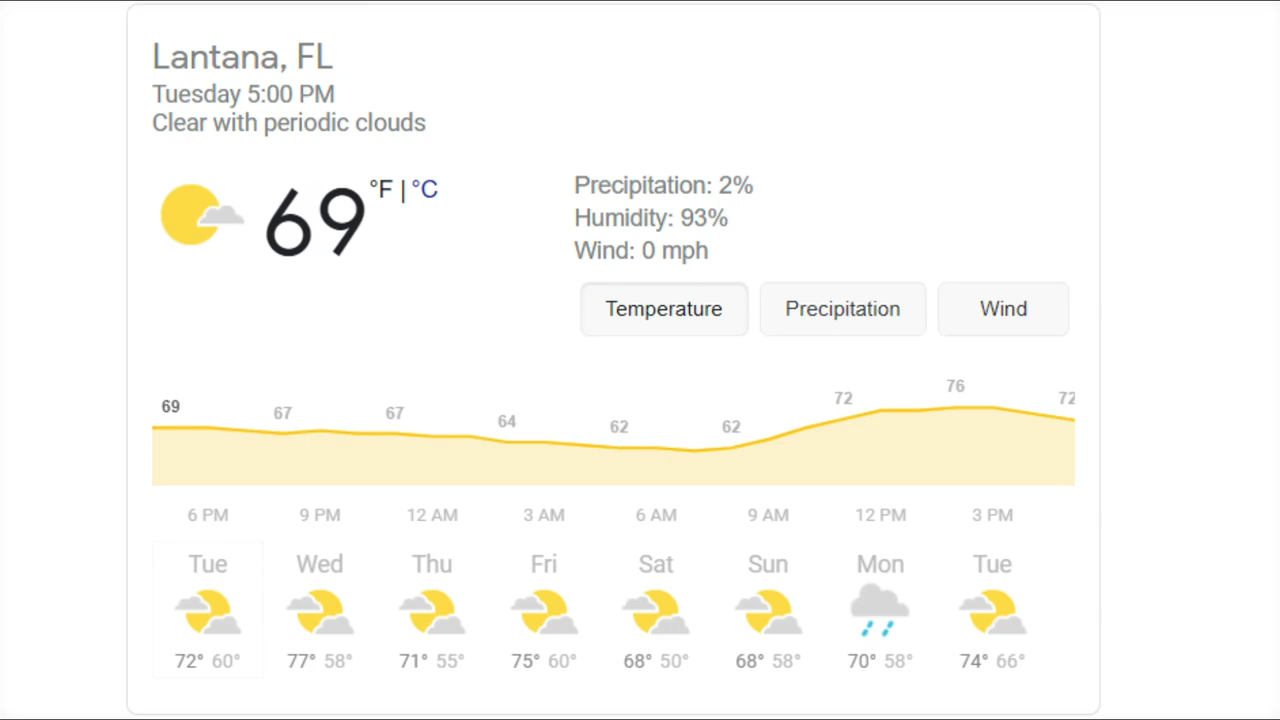 Lantana, FL
Tuesday 5:00 PM
Clear with periodic clouds
69 °F | °C
Precipitation: 2%
Humidity: 93%
Wind: 0 mph
Temperature Precipitation Wind
69 67 67 64 62 62 72 76 72
6 PM 9 PM 12 AM 3 AM 6 AM 9 AM 12 PM 3 PM
Tue Wed Thu Fri Sat Sun Mon Tue
72° 60° 77° 58° 71° 55° 75° 60° 68° 50° 68° 58° 70° 58° 74° 66°